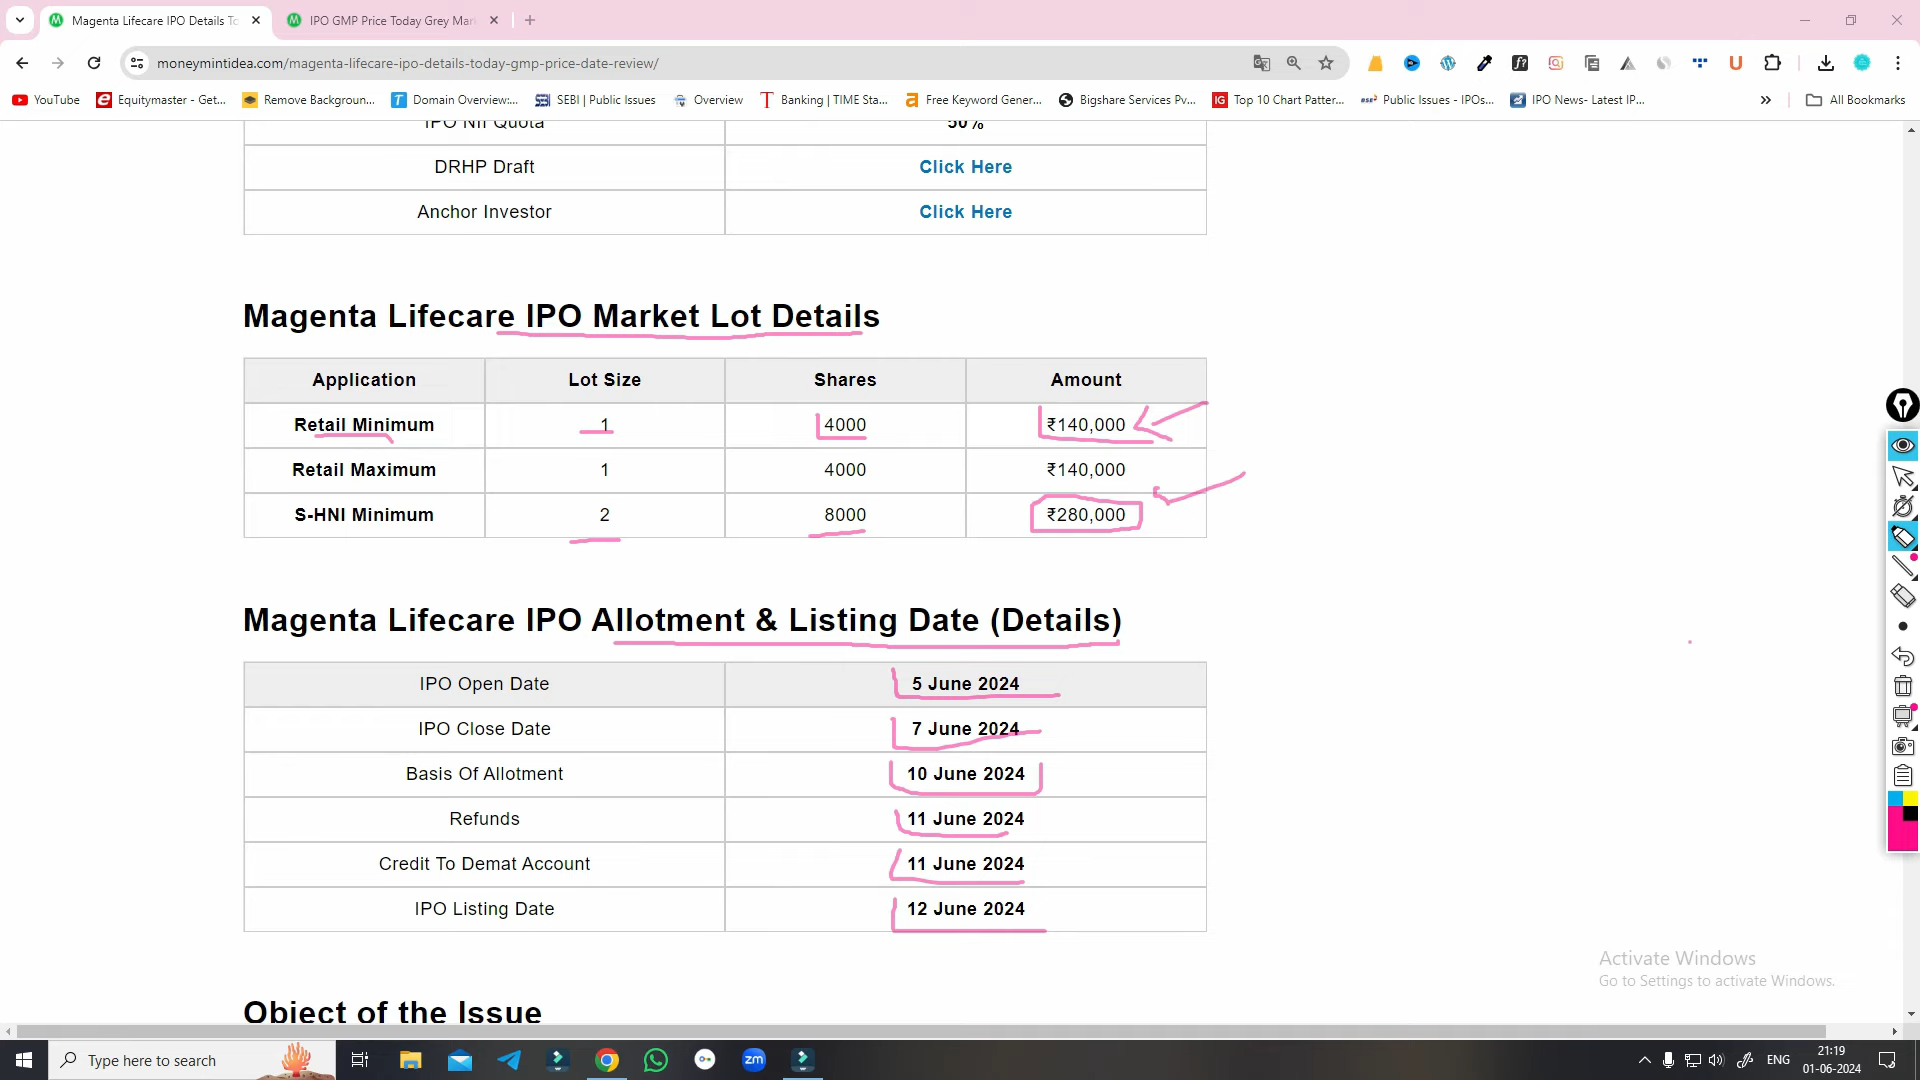 Magenta Lifecare IPO Details To
IPO GMP Price Today Grey Mar
moneymintidea.com/magenta-lifecare-ipo-details-today-gmp-price-date-review/
YouTube
Equitymaster - Get...
Remove Backgroun...
Domain Overview:...
SEBI | Public Issues
Overview
Banking | TIME Sta...
Free Keyword Gener...
Bigshare Services Pv...
Top 10 Chart Patter...
Public Issues - IPOs...
IPO News- Latest IP...
All Bookmarks
IPO NII Quota 50%
DRHP Draft Click Here
Anchor Investor Click Here
Magenta Lifecare IPO Market Lot Details
Application Lot Size Shares Amount
Retail Minimum 1 4000 ₹140,000
Retail Maximum 1 4000 ₹140,000
S-HNI Minimum 2 8000 ₹280,000
Magenta Lifecare IPO Allotment & Listing Date (Details)
IPO Open Date 5 June 2024
IPO Close Date 7 June 2024
Basis Of Allotment 10 June 2024
Refunds 11 June 2024
Credit To Demat Account 11 June 2024
IPO Listing Date 12 June 2024
Activate Windows
Go to Settings to activate Windows.
Object of the Issue
Type here to search
ENG
21:19
01-06-2024